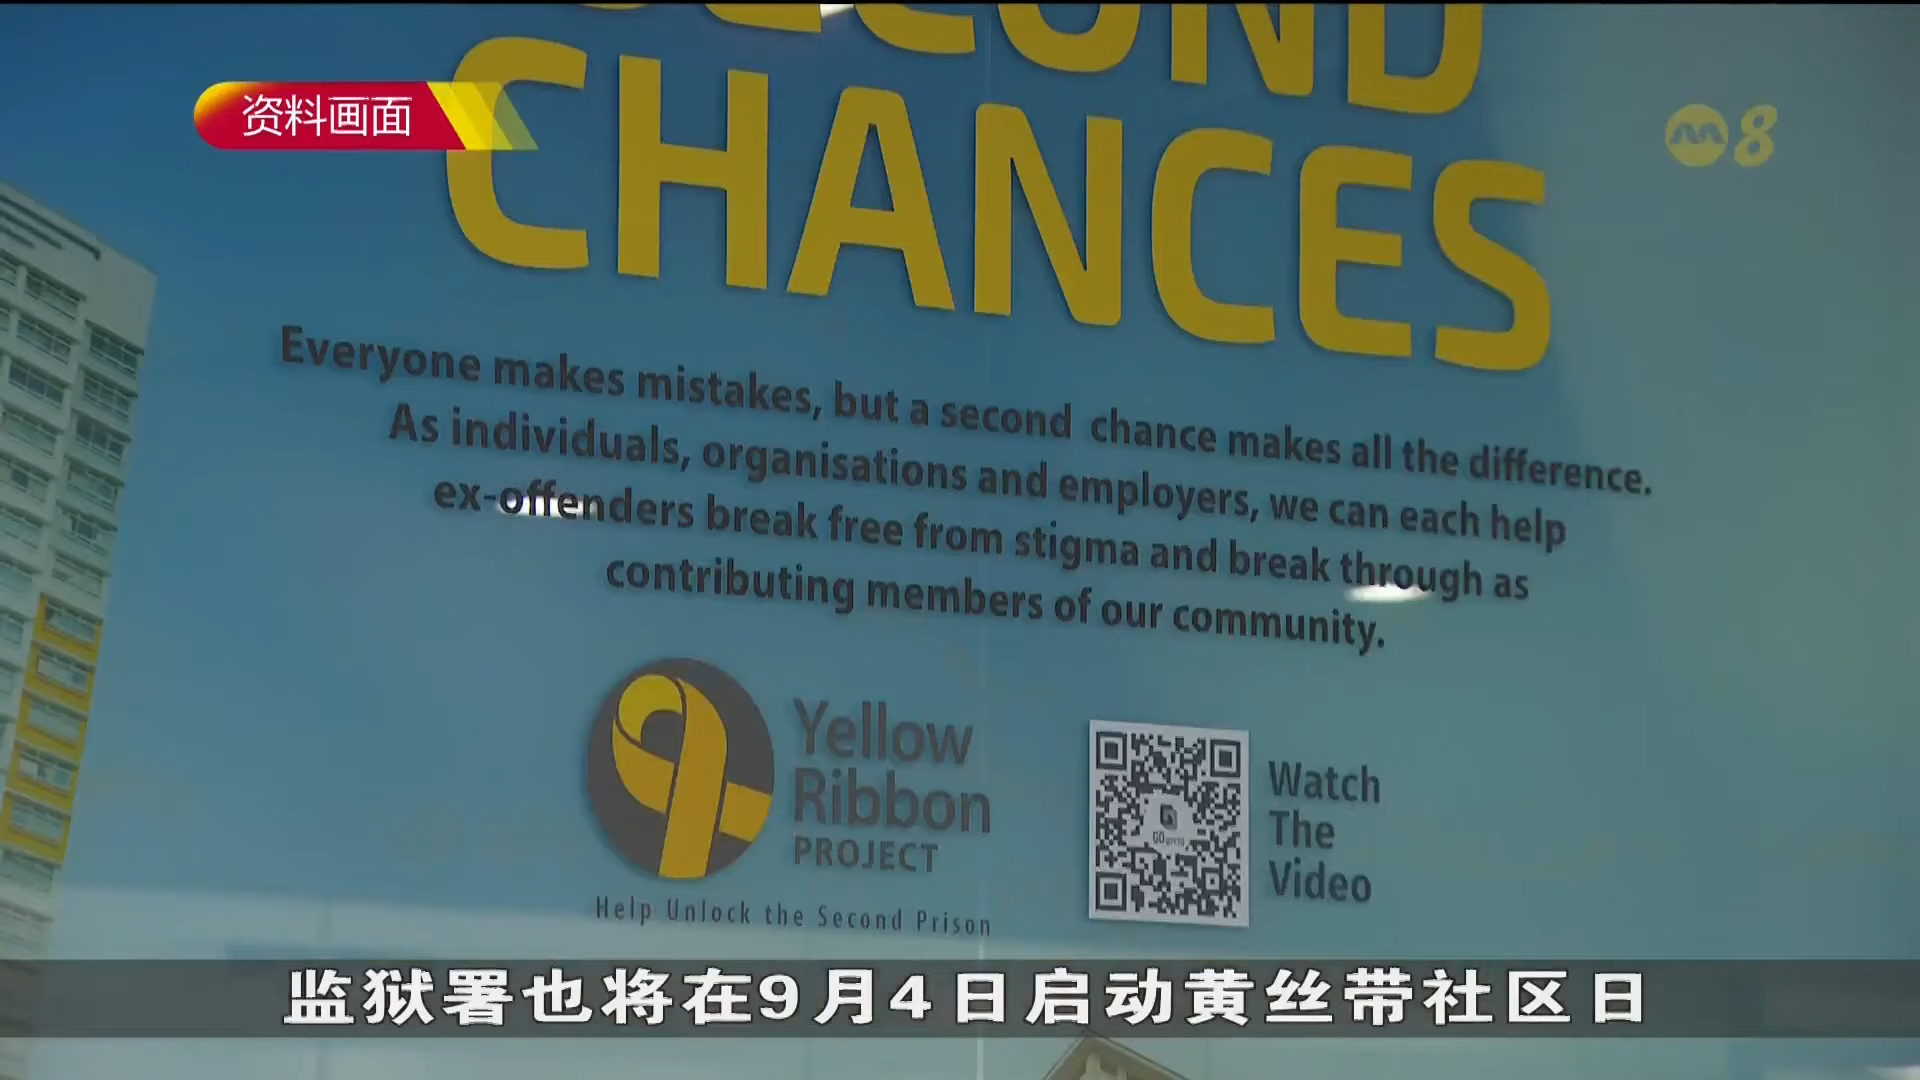 SECOND
CHANCES
资料画面
8
Everyone makes mistakes, but a second chance makes all the difference.
As individuals, organisations and employers, we can each help
ex-offenders break free from stigma and break through as
contributing members of our community.
Yellow
Ribbon
PROJECT
Help Unlock the Second Prison
Watch
The
Video
监狱署也将在9月4日启动黄丝带社区日